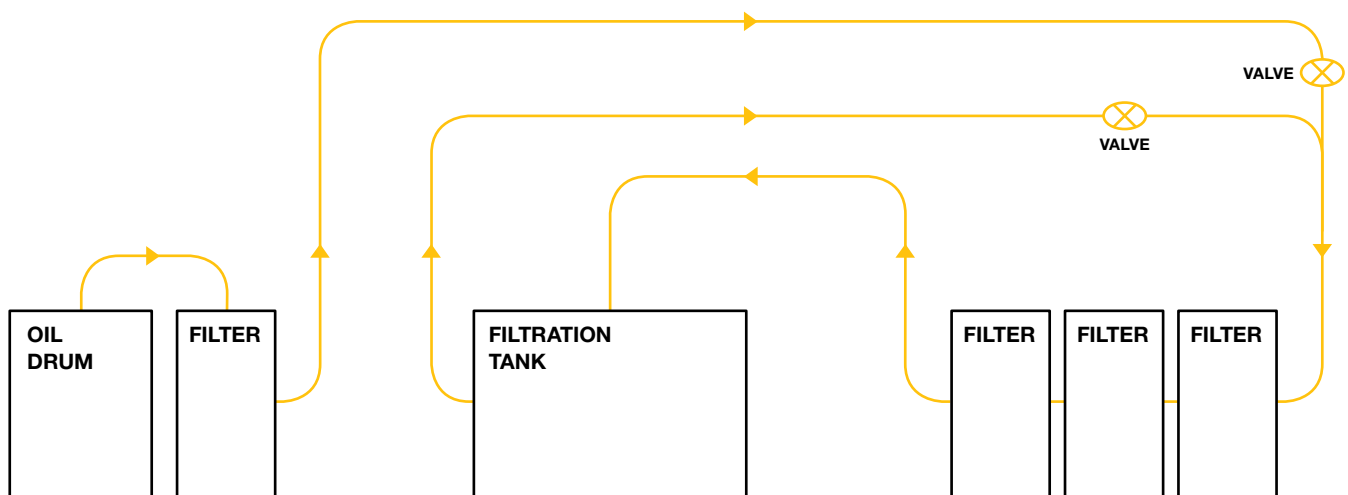 VALVE
VALVE
OIL
DRUM
FILTER
FILTRATION
TANK
FILTER
FILTER
FILTER